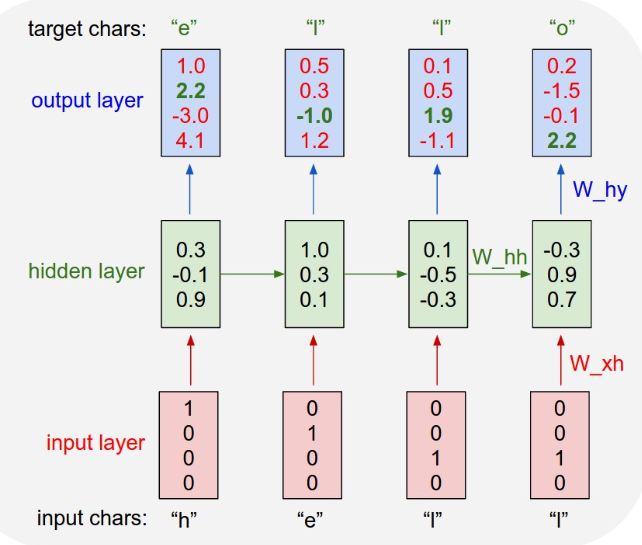 target chars: “e” “l” “l” “o”
output layer
1.0 0.5 0.1 0.2
2.2 0.3 0.5 -1.5
-3.0 -1.0 1.9 -0.1
4.1 1.2 -1.1 2.2
W_hy
hidden layer
0.3 1.0 0.1 -0.3
-0.1 0.3 -0.5 0.9
0.9 0.1 -0.3 0.7
W_hh
W_xh
input layer
1 0 0 0
0 1 0 0
0 0 1 1
0 0 0 0
input chars: “h” “e” “l” “l”